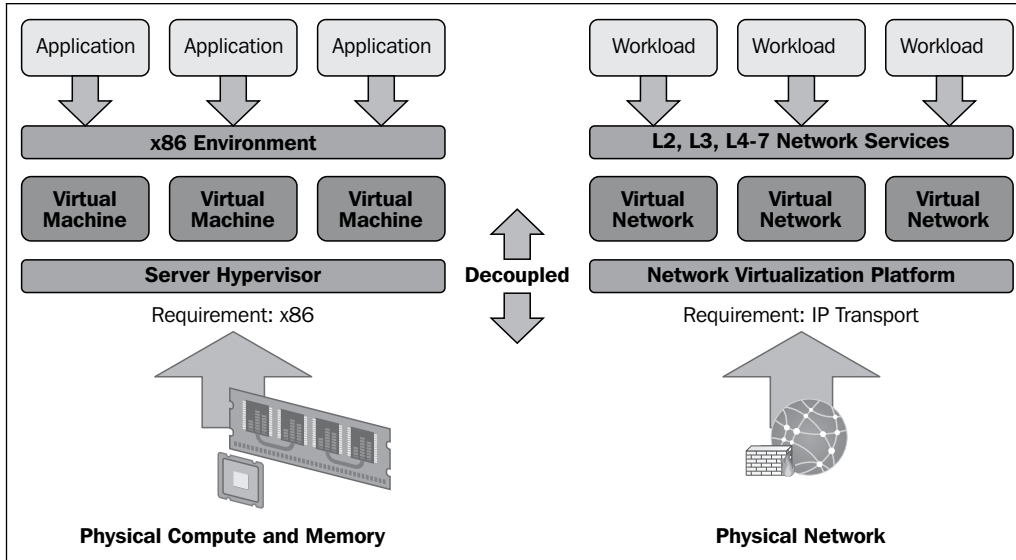 Application
Application
Application
x86 Environment
Virtual
Machine
Virtual
Machine
Virtual
Machine
Server Hypervisor
Requirement: x86
Physical Compute and Memory
Decoupled
Workload
Workload
Workload
L2, L3, L4-7 Network Services
Virtual
Network
Virtual
Network
Virtual
Network
Network Virtualization Platform
Requirement: IP Transport
Physical Network